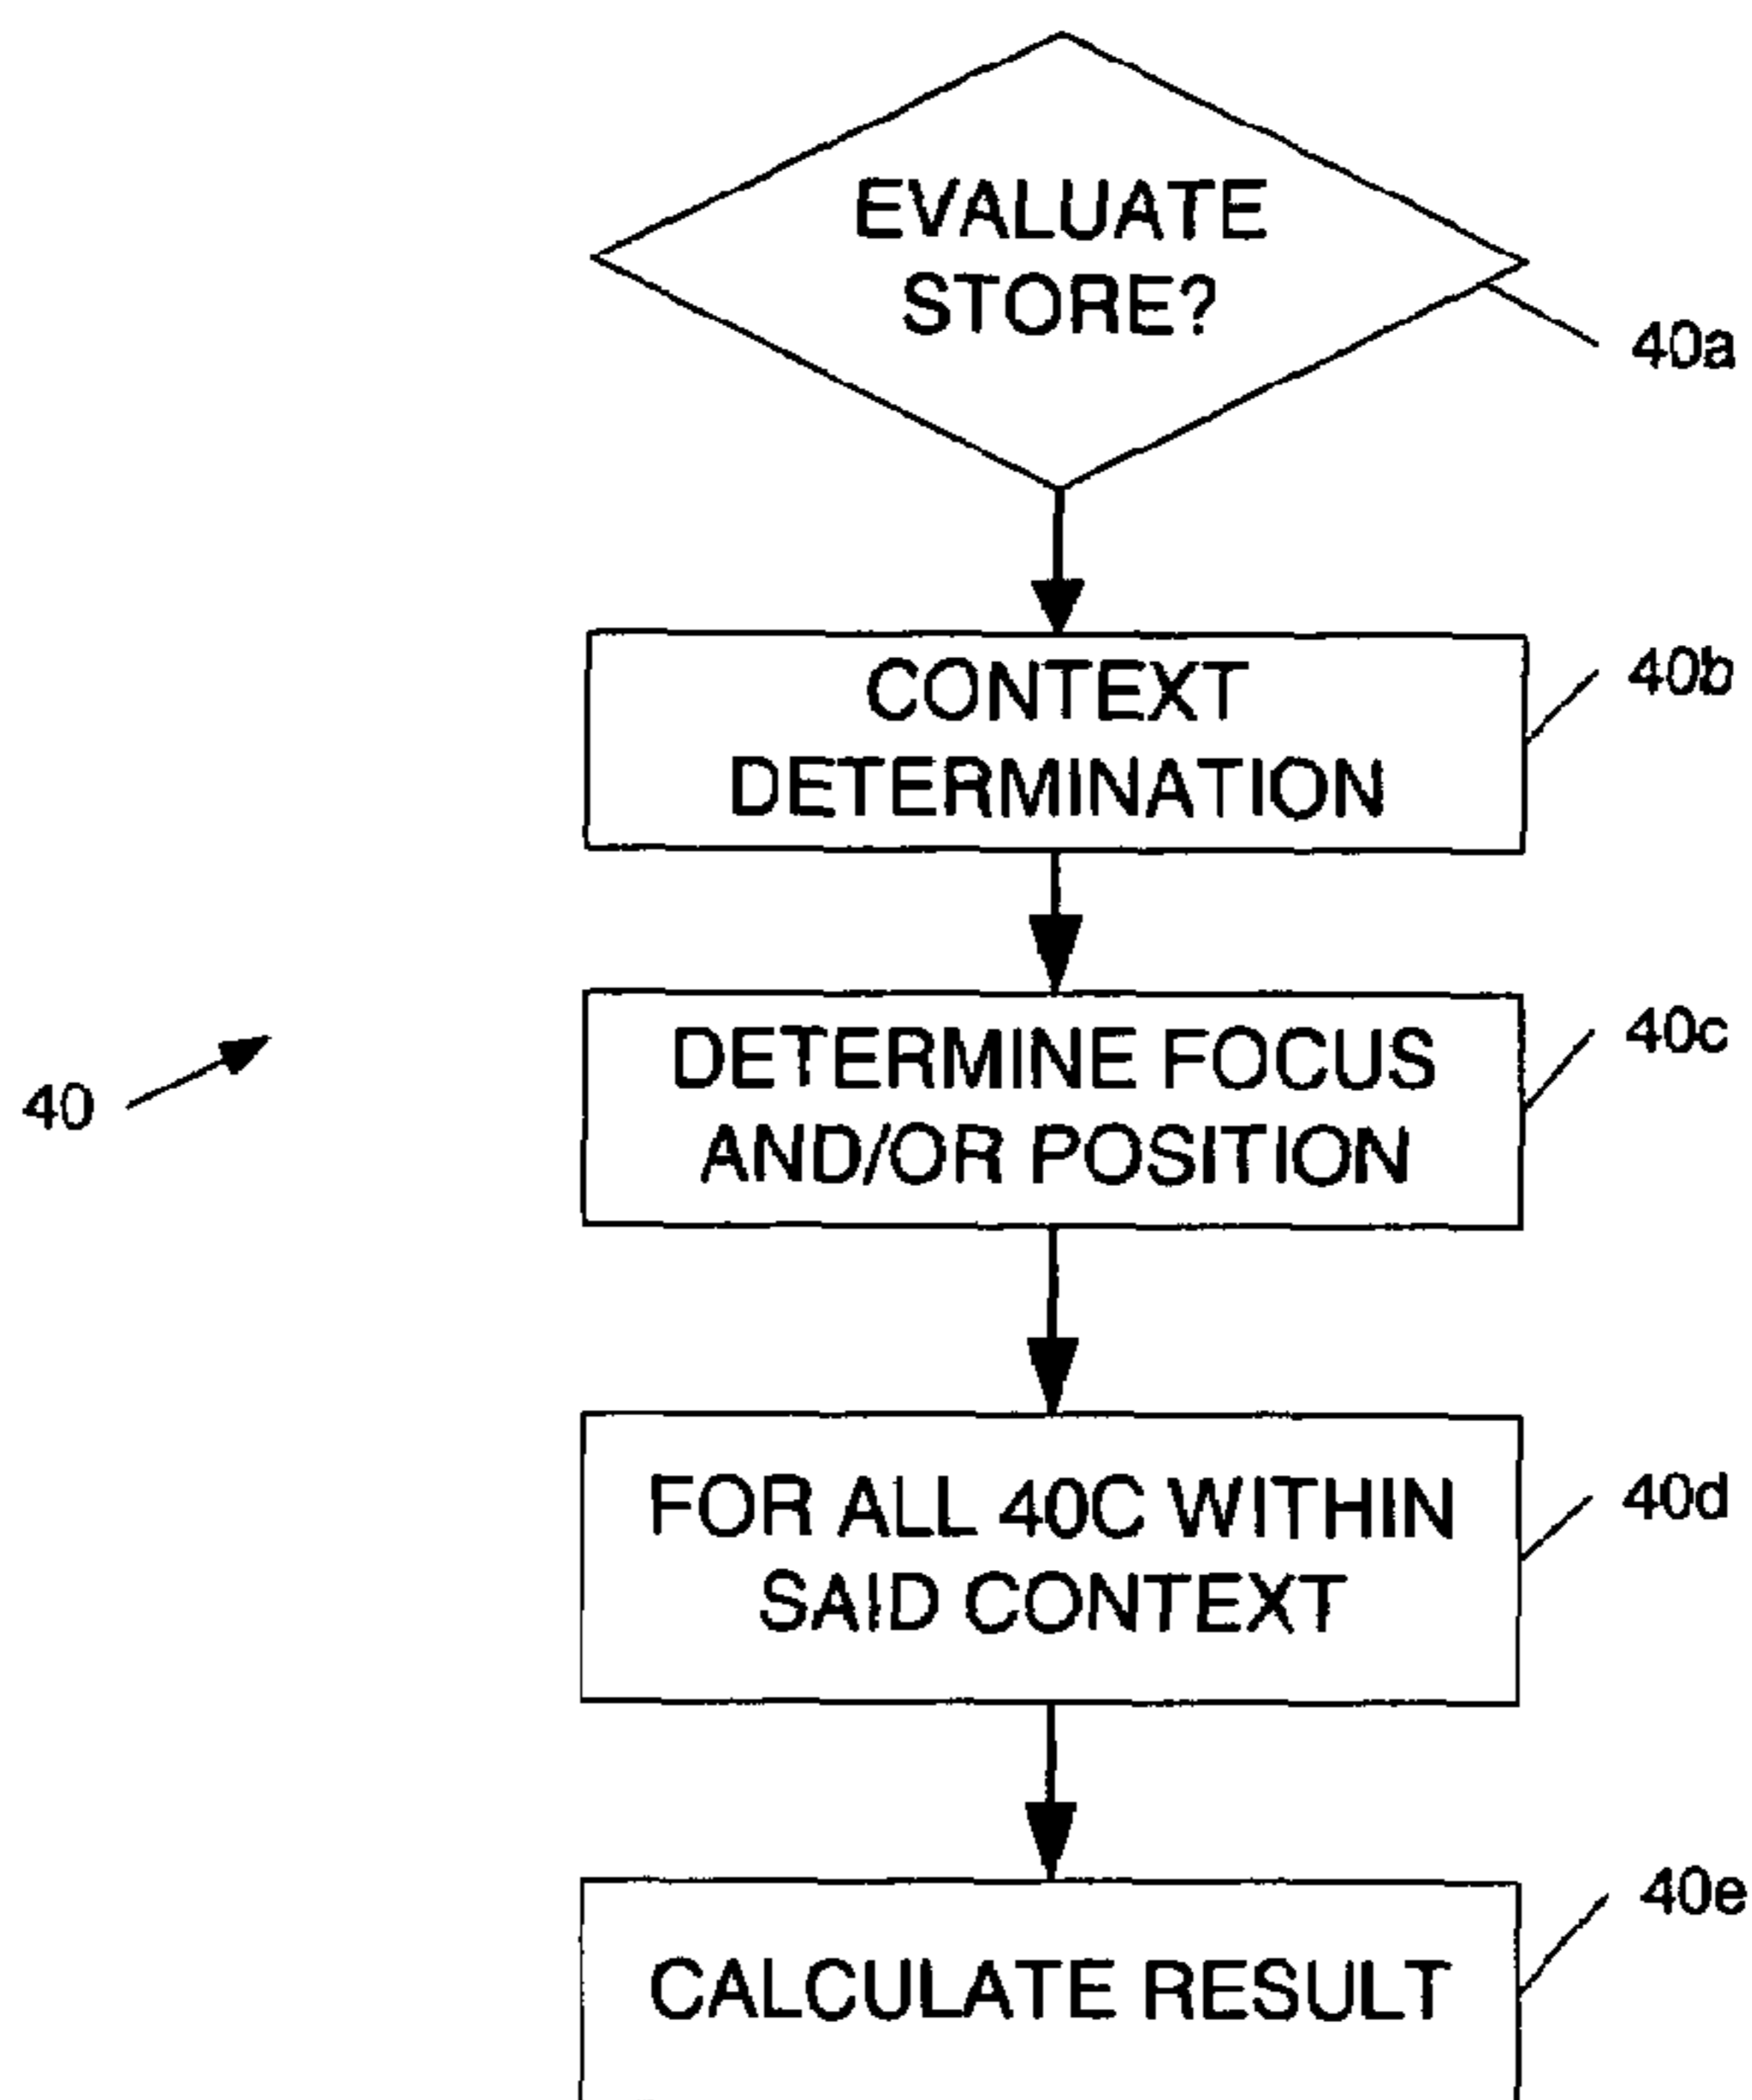 EVALUATE
STORE?
40a
40b
CONTEXT
DETERMINATION
40c
DETERMINE FOCUS
AND/OR POSITION
40
40d
FOR ALL 40C WITHIN
SAID CONTEXT
40e
CALCULATE RESULT